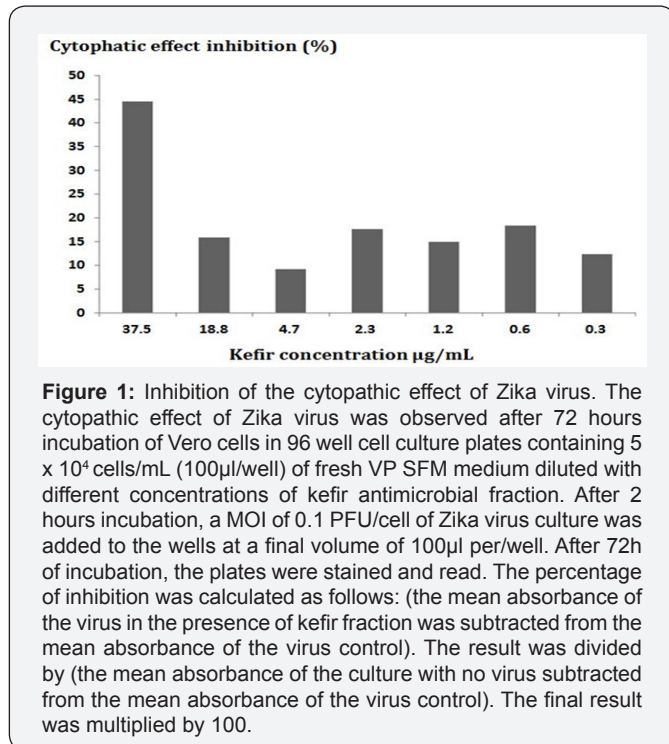 Cytophatic effect inhibition (%)
50
45
40
35
30
25
20
15
10
5
0
37.5 18.8 4.7 2.3 1.2 0.6 0.3
Kefir concentration µg/mL
Figure 1: Inhibition of the cytopathic effect of Zika virus. The
cytopathic effect of Zika virus was observed after 72 hours
incubation of Vero cells in 96 well cell culture plates containing 5
x 10⁴ cells/mL (100µl/well) of fresh VP SFM medium diluted with
different concentrations of kefir antimicrobial fraction. After 2
hours incubation, a MOI of 0.1 PFU/cell of Zika virus culture was
added to the wells at a final volume of 100µl per/well. After 72h
of incubation, the plates were stained and read. The percentage
of inhibition was calculated as follows: (the mean absorbance of
the virus in the presence of kefir fraction was subtracted from the
mean absorbance of the virus control). The result was divided
by (the mean absorbance of the culture with no virus subtracted
from the mean absorbance of the virus control). The final result
was multiplied by 100.